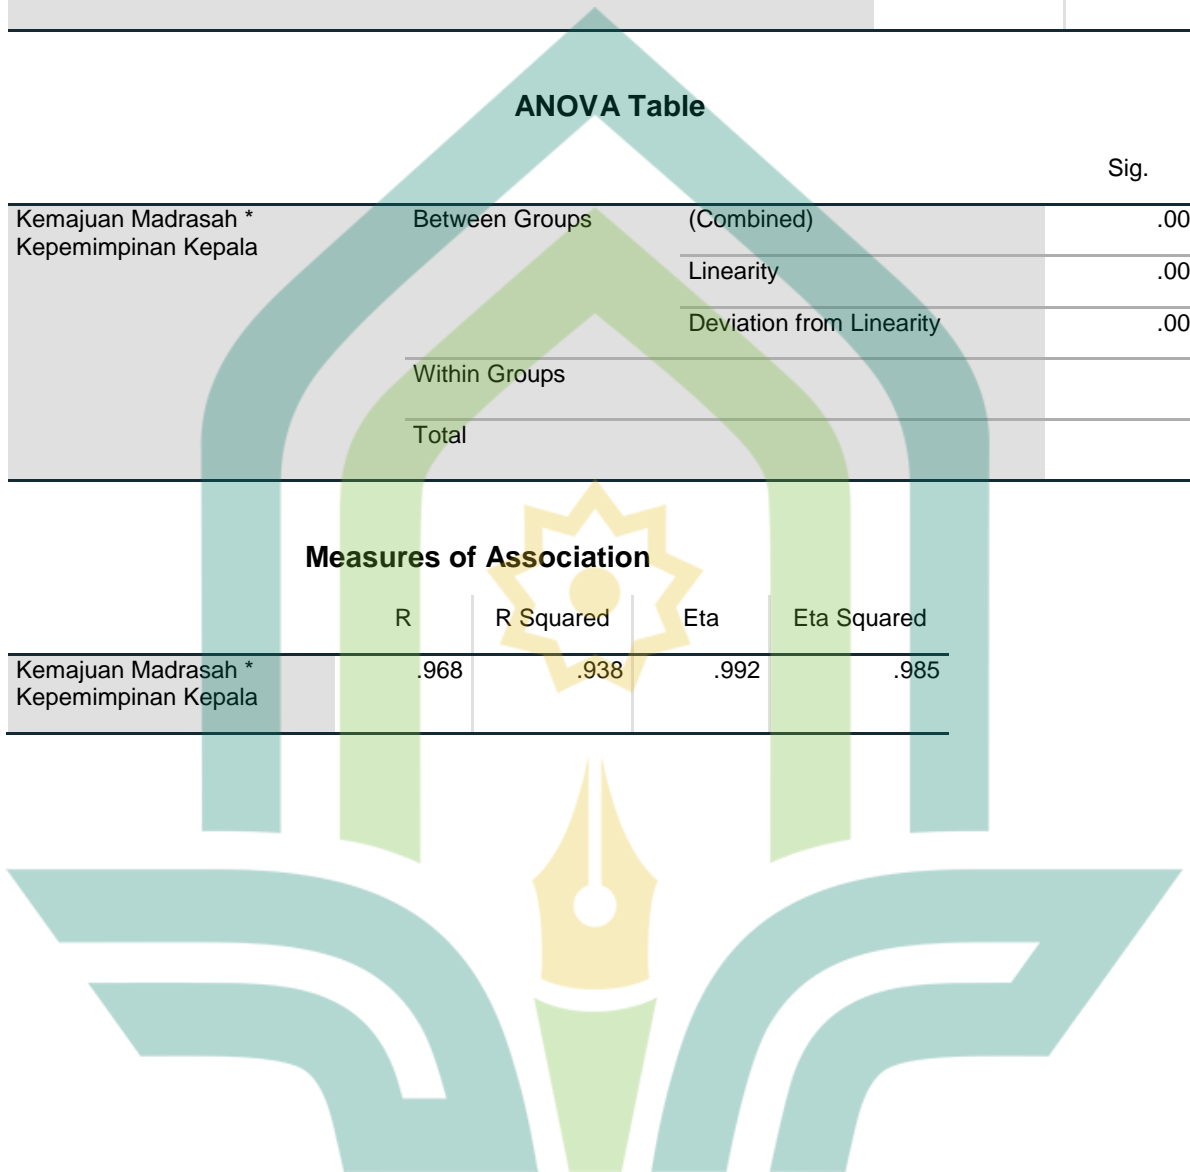 ANOVA Table
Sig.
Kemajuan Madrasah * Between Groups (Combined) .00
Kepemimpinan Kepala
Linearity .00
Deviation from Linearity .00
Within Groups
Total
Measures of Association
R R Squared Eta Eta Squared
Kemajuan Madrasah * .968 .938 .992 .985
Kepemimpinan Kepala